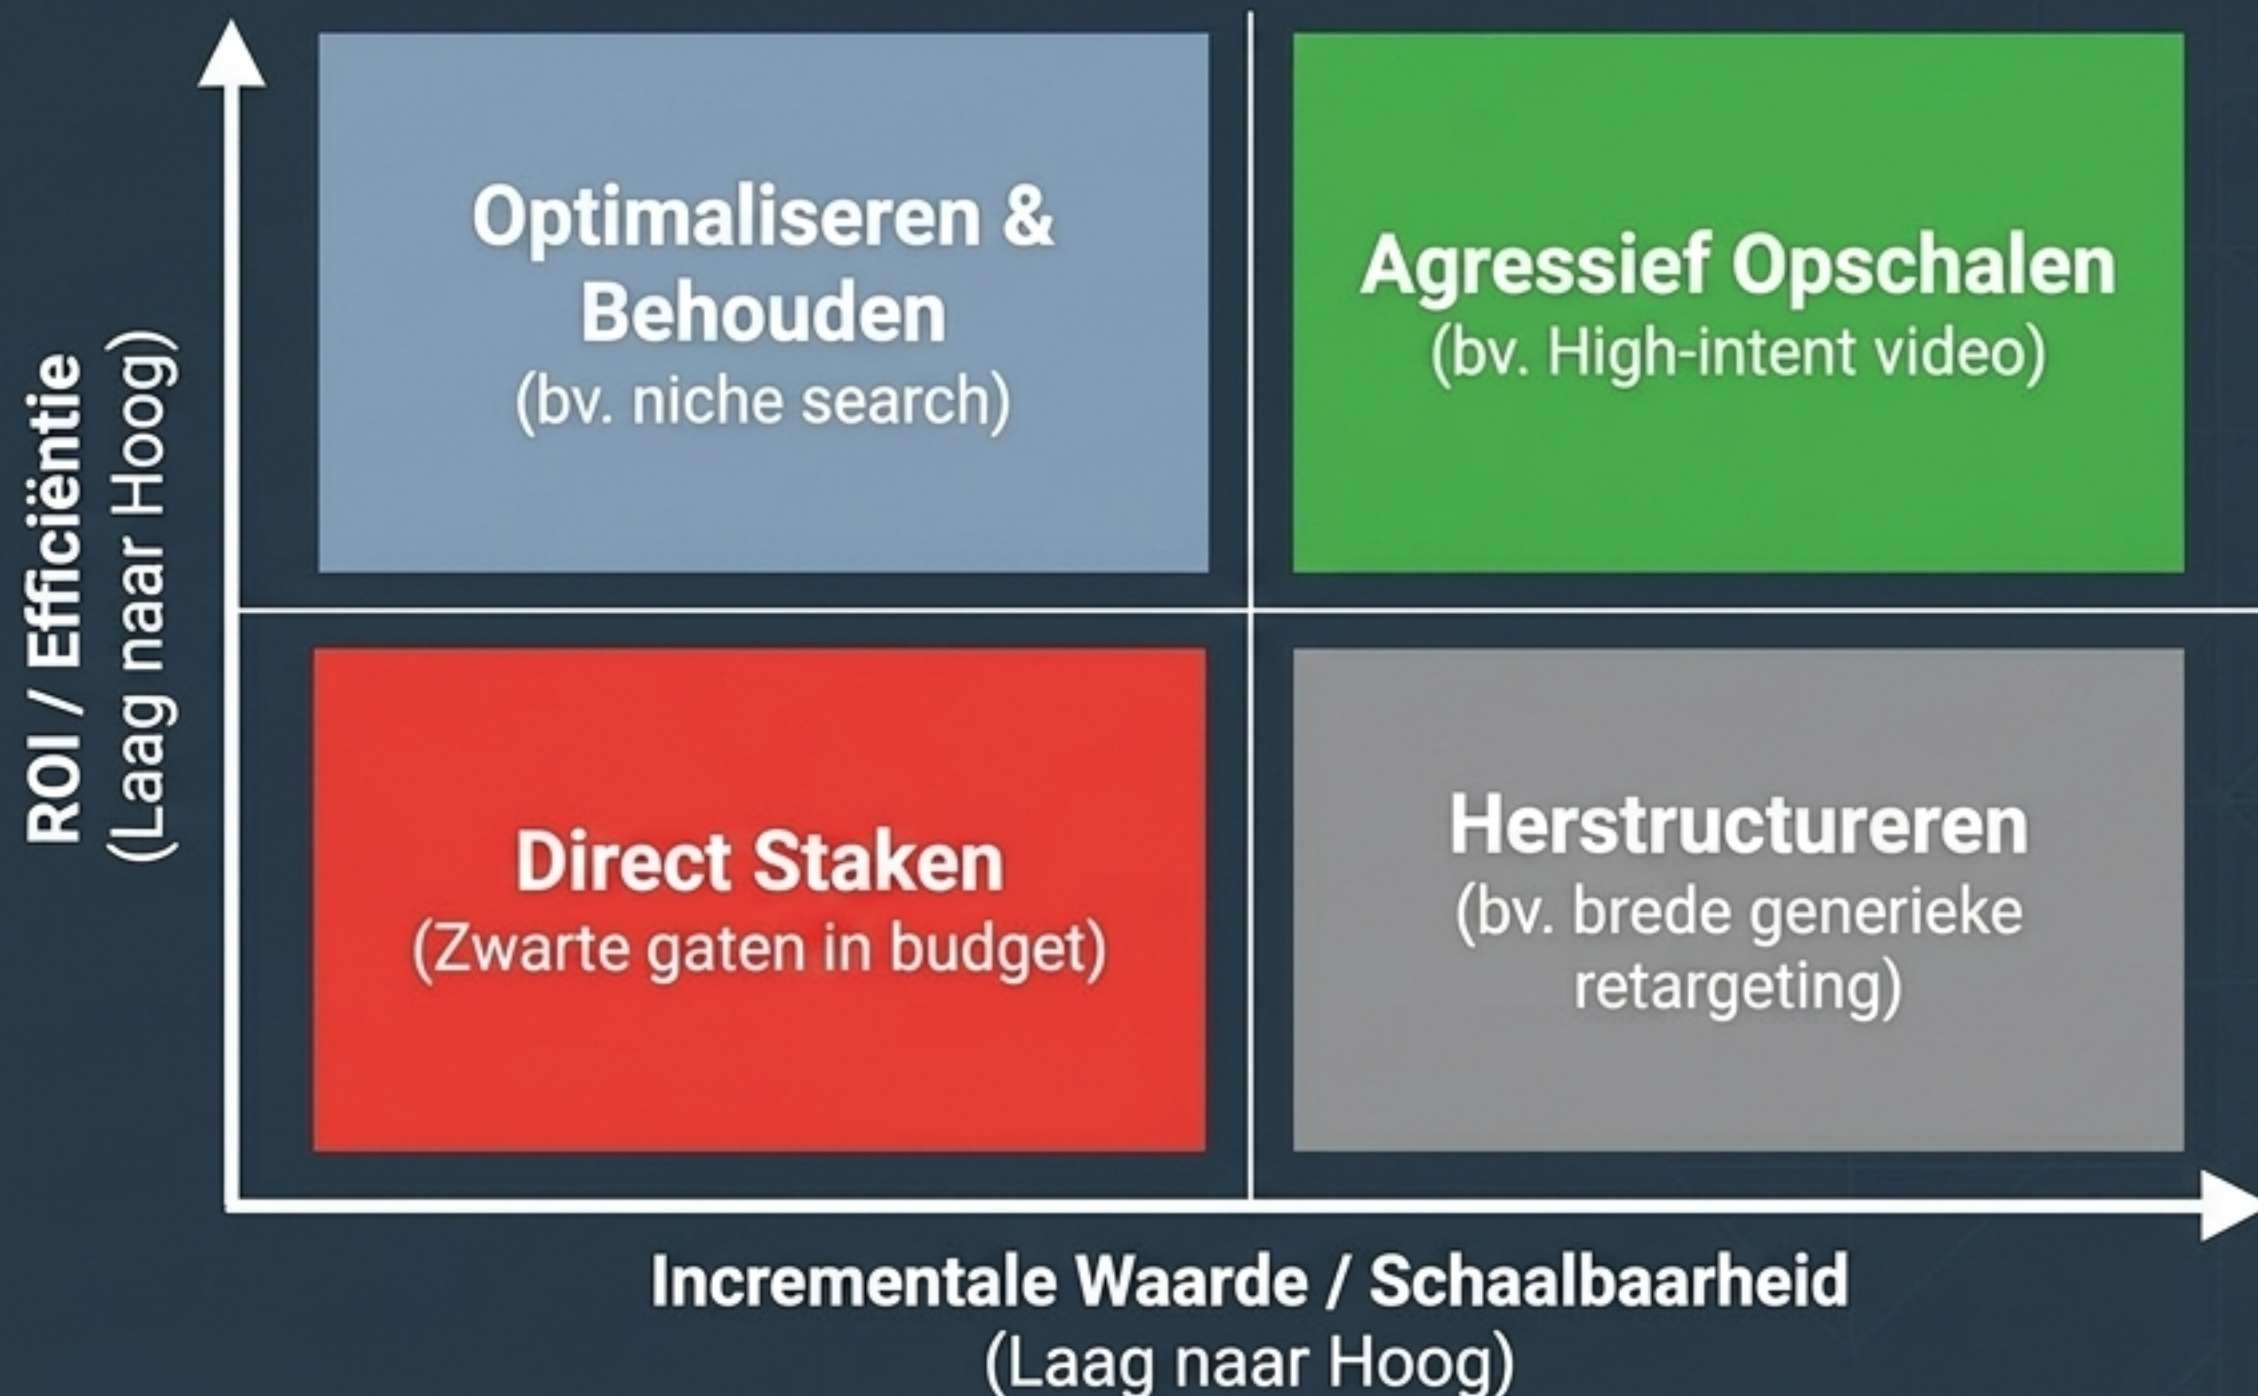 ROI / Efficiëntie
(Laag naar Hoog)
Optimaliseren &
Behouden
(bv. niche search)
Agressief Opschalen
(bv. High-intent video)
Direct Staken
(Zwarte gaten in budget)
Herstructureren
(bv. brede generieke
retargeting)
Incrementale Waarde / Schaalbaarheid
(Laag naar Hoog)